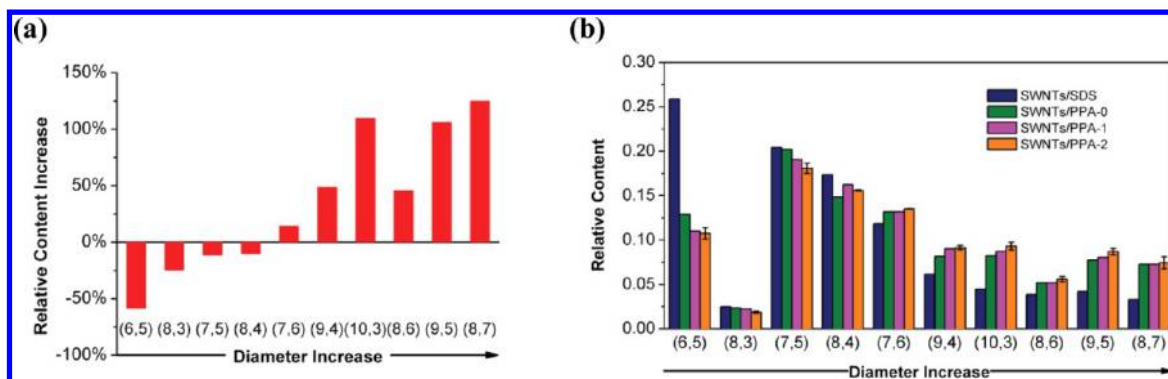 (a)
Relative Content Increase
150%
100%
50%
0%
-50%
-100%
(6,5) (8,3) (7,5) (8,4) (7,6) (9,4) (10,3) (8,6) (9,5) (8,7)
Diameter Increase
(b)
Relative Content
0.30
0.25
0.20
0.15
0.10
0.05
0.00
SWNTs/SDS
SWNTs/PPA-0
SWNTs/PPA-1
SWNTs/PPA-2
(6,5) (8,3) (7,5) (8,4) (7,6) (9,4) (10,3) (8,6) (9,5) (8,7)
Diameter Increase